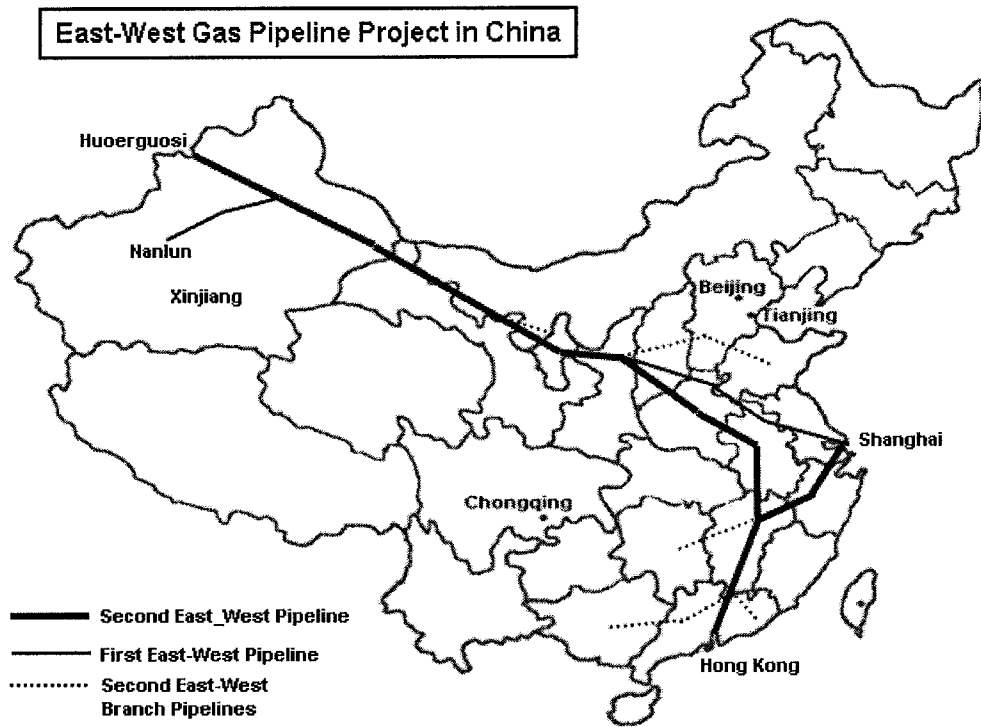 East-West Gas Pipeline Project in China
Huoerguosi
Nanlun
Xinjiang
Beijing
Tianjing
Shanghai
Chongqing
Hong Kong
Second East_West Pipeline
First East-West Pipeline
Second East-West
Branch Pipelines